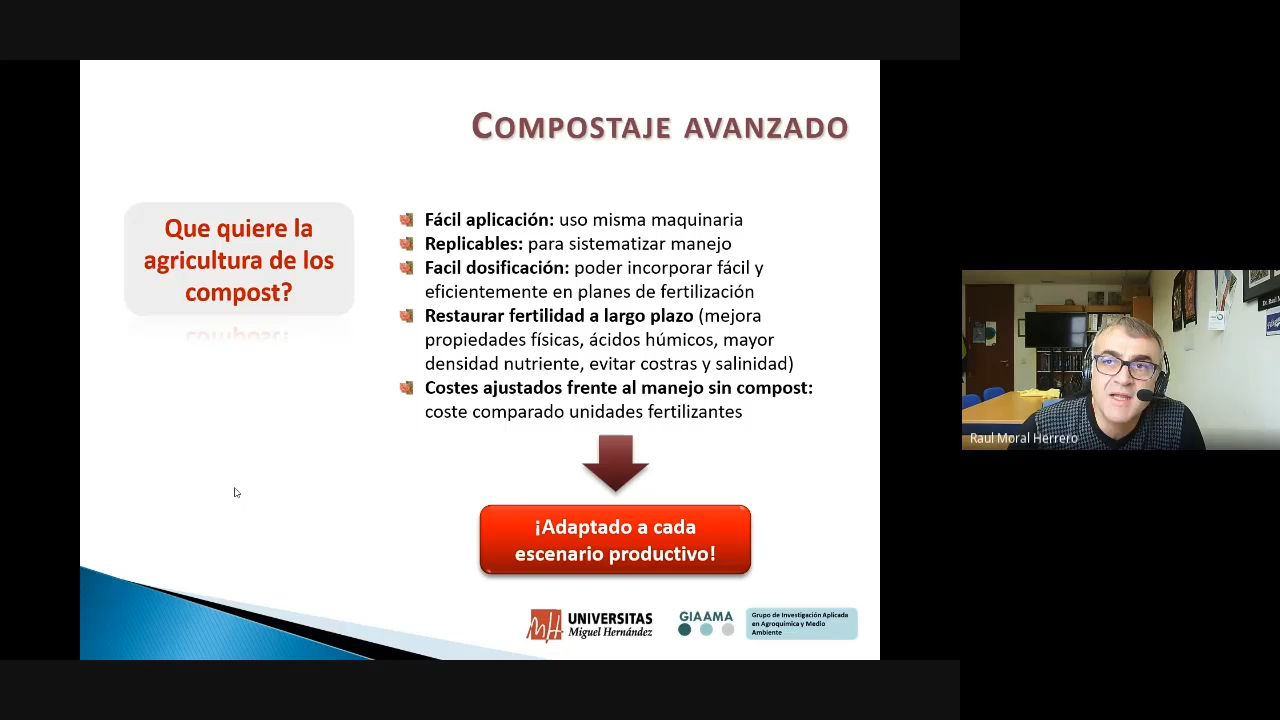 COMPOSTAJE AVANZADO
Que quiere la
agricultura de los
compost?
Fácil aplicación: uso misma maquinaria
Replicables: para sistematizar manejo
Facil dosificación: poder incorporar fácil y
eficientemente en planes de fertilización
Restaurar fertilidad a largo plazo (mejora
propiedades físicas, ácidos húmicos, mayor
densidad nutriente, evitar costras y salinidad)
Costes ajustados frente al manejo sin compost:
coste comparado unidades fertilizantes
¡Adaptado a cada
escenario productivo!
UNIVERSITAS
Miguel Hernández
GIAAMA
Grupo de Investigación Aplicada
en Agroquímica y Medio
Ambiente
Raul Moral Herrero